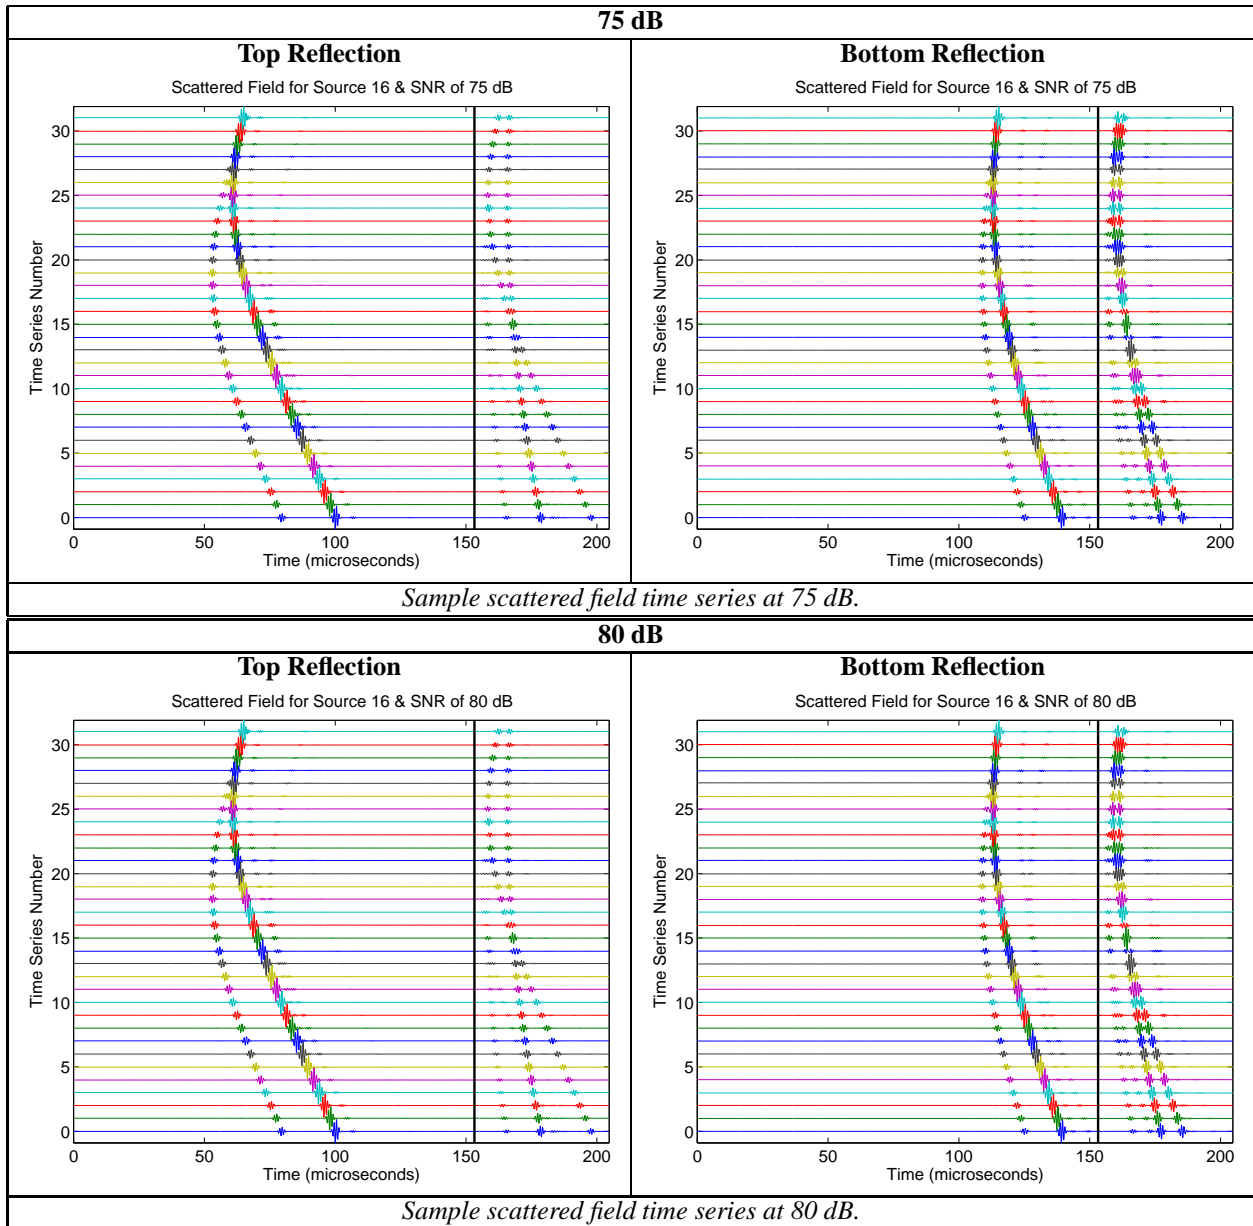 75 dB
Top Reflection
Scattered Field for Source 16 & SNR of 75 dB
30
25
20
15
10
5
0
Time Series Number
0 50 100 150 200
Time (microseconds)
Bottom Reflection
Scattered Field for Source 16 & SNR of 75 dB
30
25
20
15
10
5
0
Time Series Number
0 50 100 150 200
Time (microseconds)
Sample scattered field time series at 75 dB.
80 dB
Top Reflection
Scattered Field for Source 16 & SNR of 80 dB
30
25
20
15
10
5
0
Time Series Number
0 50 100 150 200
Time (microseconds)
Bottom Reflection
Scattered Field for Source 16 & SNR of 80 dB
30
25
20
15
10
5
0
Time Series Number
0 50 100 150 200
Time (microseconds)
Sample scattered field time series at 80 dB.